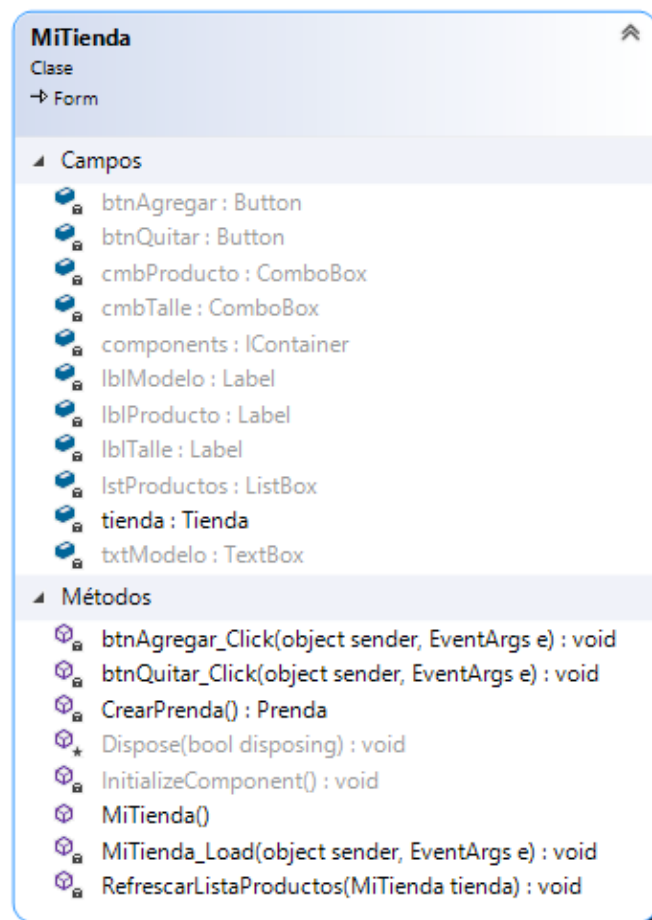 MiTienda
Clase
Form
Campos
btnAgregar : Button
btnQuitar : Button
cmbProducto : ComboBox
cmbTalle : ComboBox
components : IContainer
lblModelo : Label
lblProducto : Label
lblTalle : Label
lstProductos : ListBox
tienda : Tienda
txtModelo : TextBox
Métodos
btnAgregar_Click(object sender, EventArgs e) : void
btnQuitar_Click(object sender, EventArgs e) : void
CrearPrenda() : Prenda
Dispose(bool disposing) : void
InitializeComponent() : void
MiTienda()
MiTienda_Load(object sender, EventArgs e) : void
RefrescarListaProductos(MiTienda tienda) : void